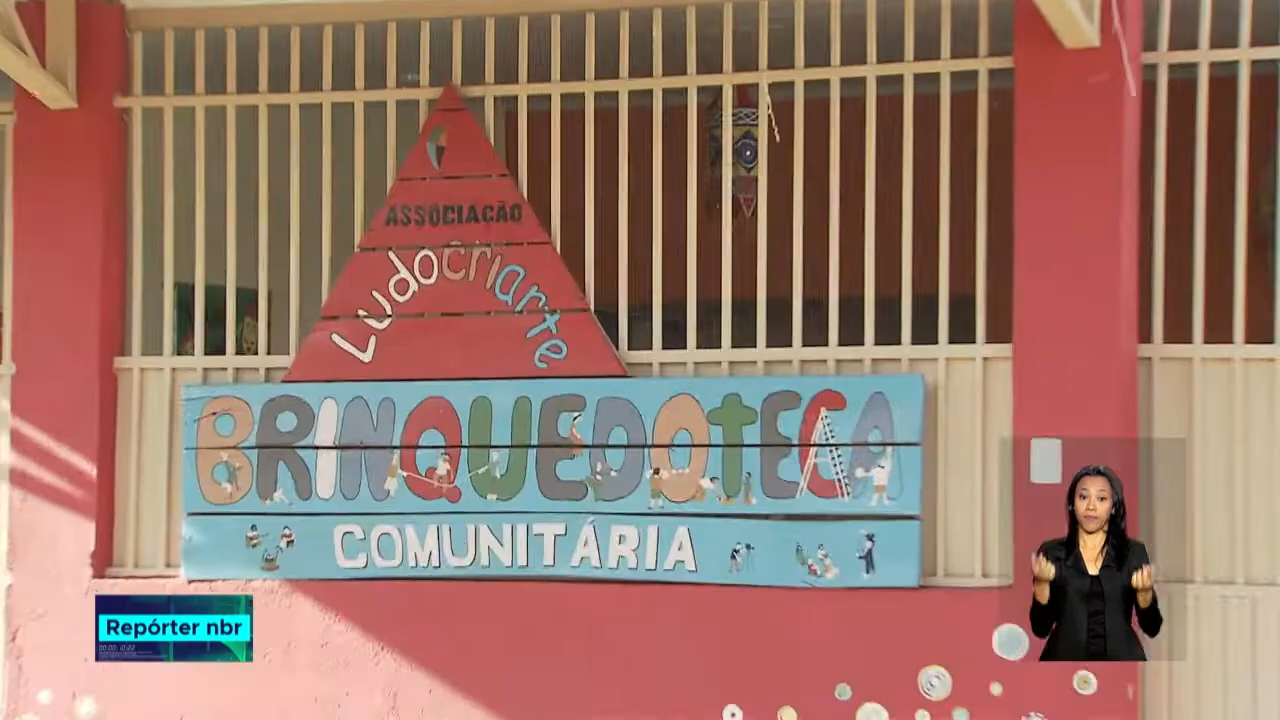 ASSOCIAÇÃO
Ludocriarte
BRINQUEDOTECA
COMUNITÁRIA
Repórter nbr